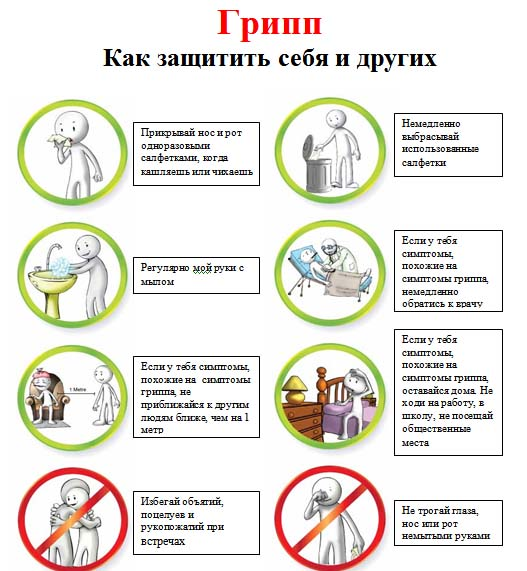 Грипп
Как защитить себя и других
Прикрывай нос и рот
одноразовыми
салфетками, когда
кашляешь или чихаешь
Немедленно
выбрасывай
использованные
салфетки
Регулярно мой руки с
мылом
Если у тебя
симптомы,
похожие на
симптомы гриппа,
немедленно
обратись к врачу
Если у тебя симптомы,
похожие на симптомы
гриппа, не
приближайся к другим
людям ближе, чем на 1
метр
1 Metre
Если у тебя
симптомы,
похожие на
симптомы гриппа,
оставайся дома. Не
ходи на работу, в
школу, не посещай
общественные
места
Избегай объятий,
поцелуев и
рукопожатий при
встречах
Не трогай глаза,
нос или рот
немытыми руками